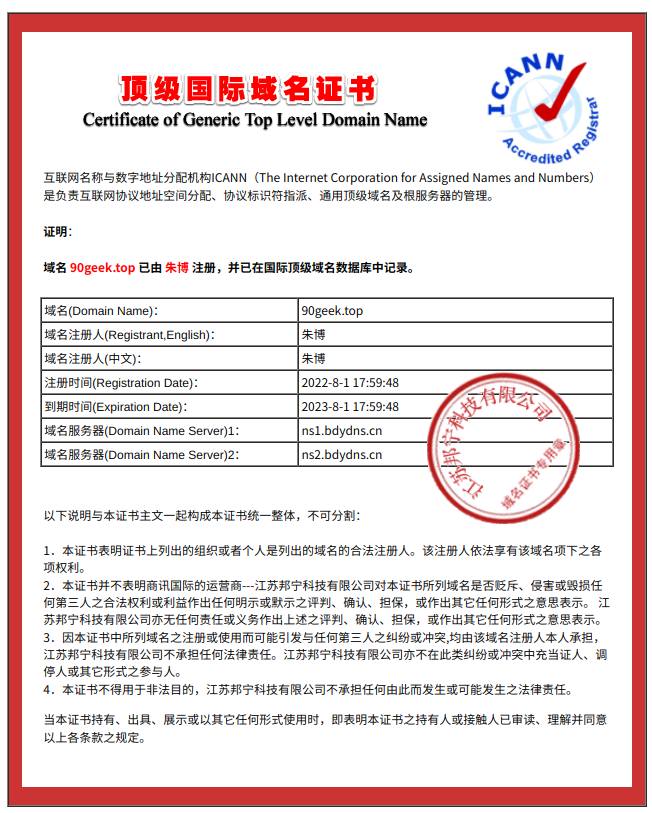 顶级国际域名证书
Certificate of Generic Top Level Domain Name
ICANN
Accredited Registrar
互联网名称与数字地址分配机构ICANN（The Internet Corporation for Assigned Names and Numbers）
是负责互联网协议地址空间分配、协议标识符指派、通用顶级域名及根服务器的管理。
证明：
域名 90geek.top 已由 朱博 注册，并已在国际顶级域名数据库中记录。
域名(Domain Name)： 90geek.top
域名注册人(Registrant,English)： 朱博
域名注册人(中文)： 朱博
注册时间(Registration Date)： 2022-8-1 17:59:48
到期时间(Expiration Date)： 2023-8-1 17:59:48
域名服务器(Domain Name Server)1： ns1.bdydns.cn
域名服务器(Domain Name Server)2： ns2.bdydns.cn
江苏邦宁科技有限公司
域名证书专用章
以下说明与本证书主文一起构成本证书统一整体，不可分割：
1．本证书表明证书上列出的组织或者个人是列出的域名的合法注册人。该注册人依法享有该域名项下之各
项权利。
2．本证书并不表明商讯国际的运营商---江苏邦宁科技有限公司对本证书所列域名是否贬斥、侵害或毁损任
何第三人之合法权利或利益作出任何明示或默示之评判、确认、担保，或作出其它任何形式之意思表示。江
苏邦宁科技有限公司亦无任何责任或义务作出上述之评判、确认、担保，或作出其它任何形式之意思表示。
3．因本证书中所列域名之注册或使用而可能引发与任何第三人之纠纷或冲突,均由该域名注册人本人承担，
江苏邦宁科技有限公司不承担任何法律责任。江苏邦宁科技有限公司亦不在此类纠纷或冲突中充当证人、调
停人或其它形式之参与人。
4．本证书不得用于非法目的，江苏邦宁科技有限公司不承担任何由此而发生或可能发生之法律责任。
当本证书持有、出具、展示或以其它任何形式使用时，即表明本证书之持有人或接触人已审读、理解并同意
以上各条款之规定。